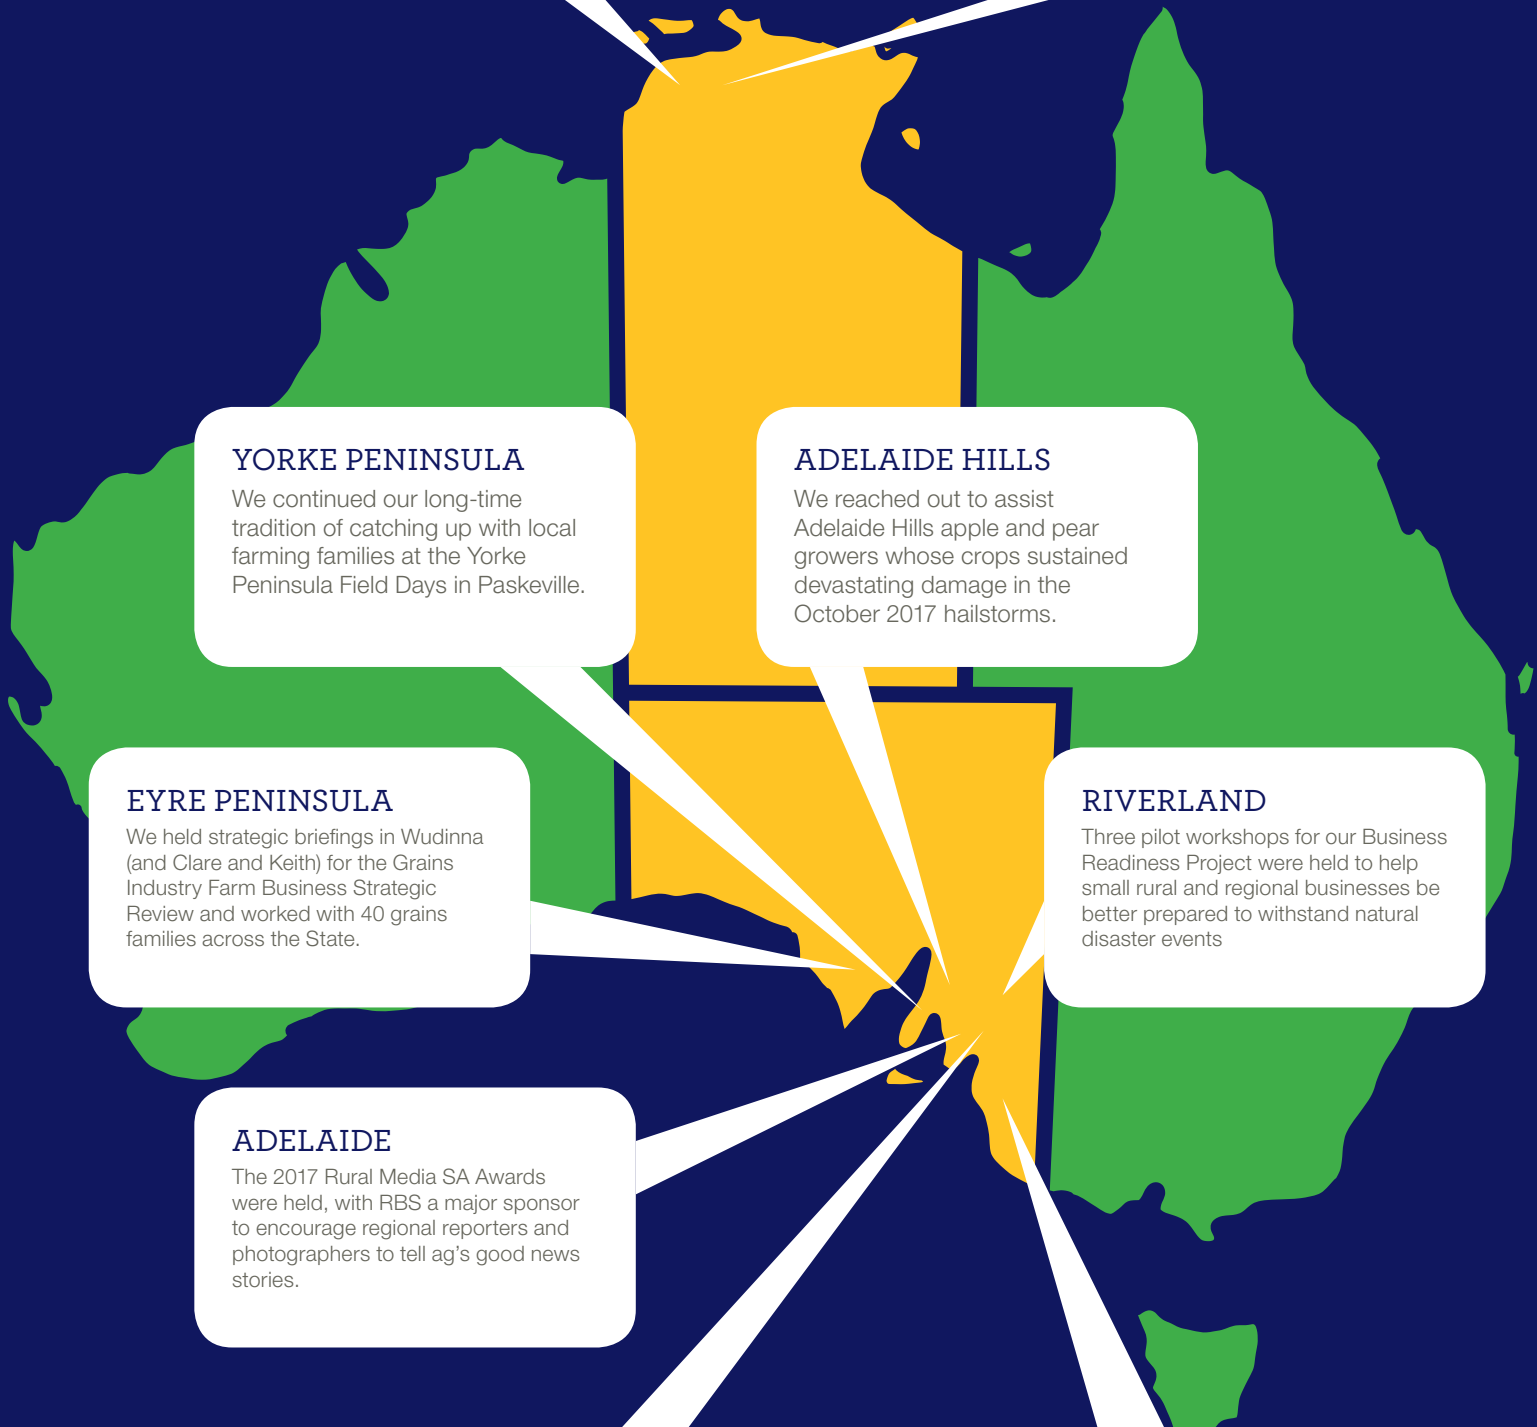 YORKE PENINSULA
We continued our long-time
tradition of catching up with local
farming families at the Yorke
Peninsula Field Days in Paskeville.
ADELAIDE HILLS
We reached out to assist
Adelaide Hills apple and pear
growers whose crops sustained
devastating damage in the
October 2017 hailstorms.
EYRE PENINSULA
We held strategic briefings in Wudinna
(and Clare and Keith) for the Grains
Industry Farm Business Strategic
Review and worked with 40 grains
families across the State.
RIVERLAND
Three pilot workshops for our Business
Readiness Project were held to help
small rural and regional businesses be
better prepared to withstand natural
disaster events
ADELAIDE
The 2017 Rural Media SA Awards
were held, with RBS a major sponsor
to encourage regional reporters and
photographers to tell ag's good news
stories.